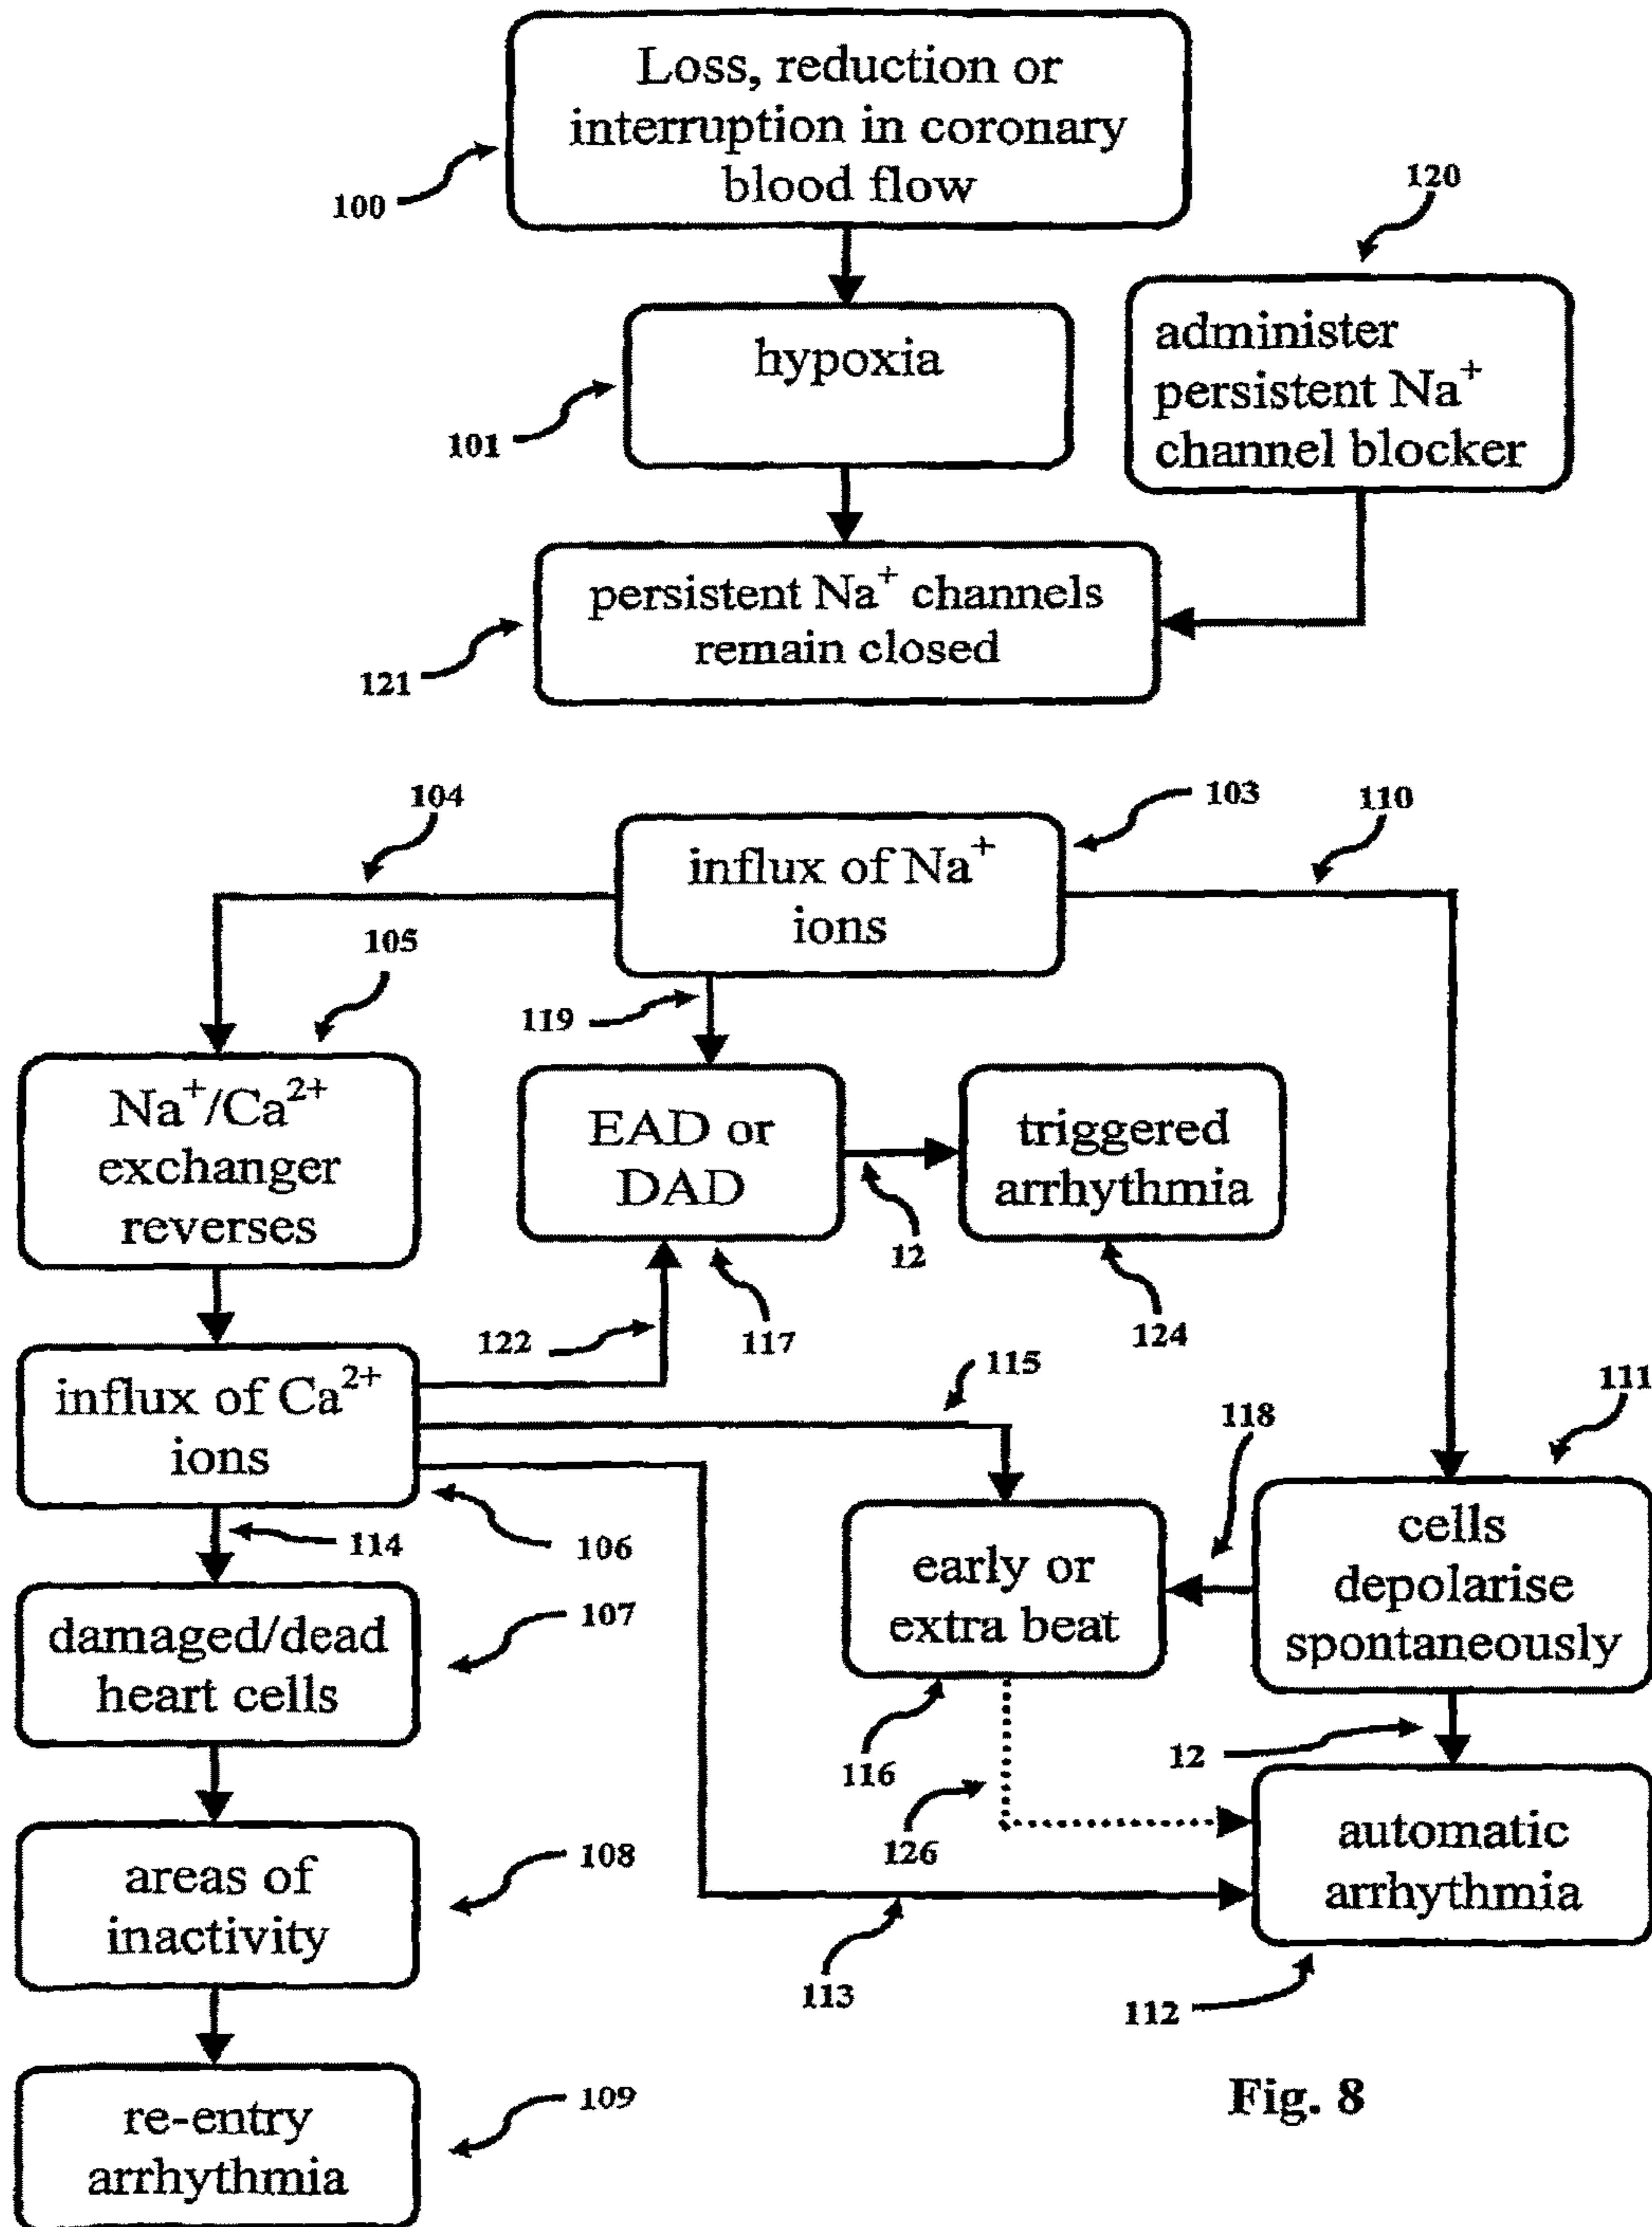 Loss, reduction or
interruption in coronary
blood flow
100
120
hypoxia
101
administer
persistent Na⁺
channel blocker
persistent Na⁺ channels
remain closed
121
104
103
110
influx of Na⁺
ions
105
119
Na⁺/Ca²⁺
exchanger
reverses
EAD or
DAD
12
triggered
arrhythmia
122
117
124
115
influx of Ca²⁺
ions
118
111
114
106
early or
extra beat
cells
depolarise
spontaneously
damaged/dead
heart cells
107
116
12
126
areas of
inactivity
108
automatic
arrhythmia
113
112
re-entry
arrhythmia
109
Fig. 8